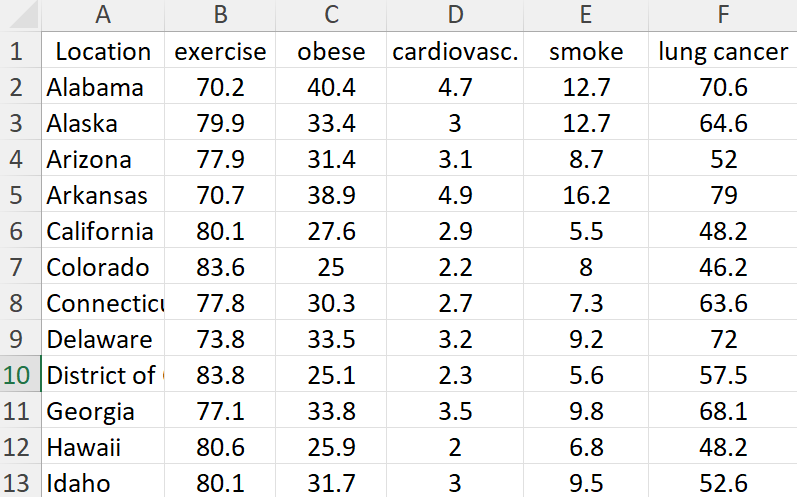 A B C D E F
1 Location exercise obese cardiovasc. smoke lung cancer
2 Alabama 70.2 40.4 4.7 12.7 70.6
3 Alaska 79.9 33.4 3 12.7 64.6
4 Arizona 77.9 31.4 3.1 8.7 52
5 Arkansas 70.7 38.9 4.9 16.2 79
6 California 80.1 27.6 2.9 5.5 48.2
7 Colorado 83.6 25 2.2 8 46.2
8 Connecticu 77.8 30.3 2.7 7.3 63.6
9 Delaware 73.8 33.5 3.2 9.2 72
10 District of 83.8 25.1 2.3 5.6 57.5
11 Georgia 77.1 33.8 3.5 9.8 68.1
12 Hawaii 80.6 25.9 2 6.8 48.2
13 Idaho 80.1 31.7 3 9.5 52.6